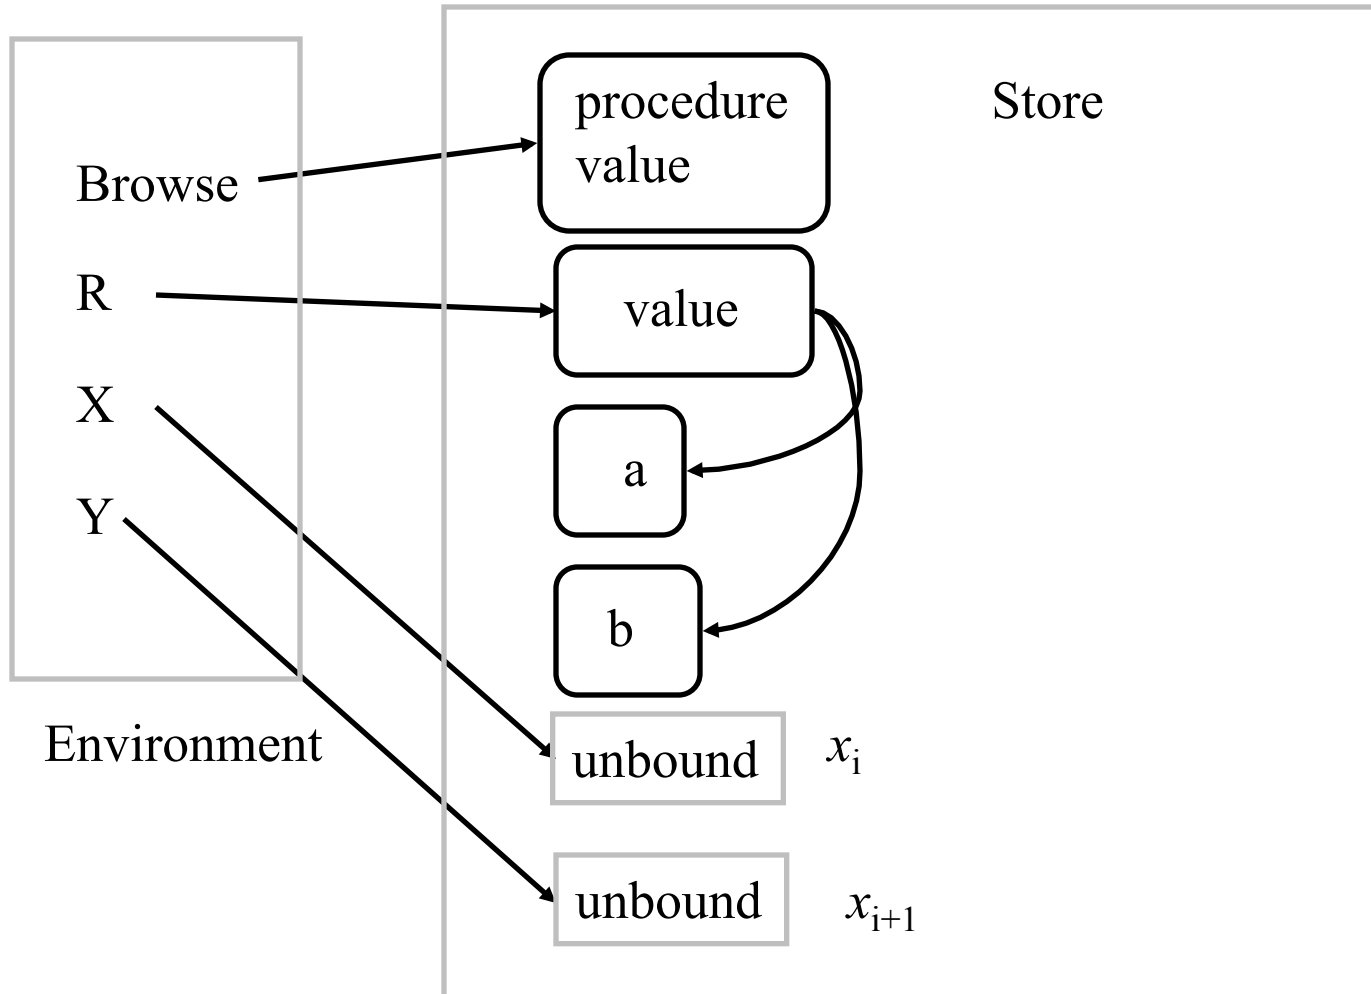 Browse
R
X
Y
Environment
Store
procedure
value
value
a
b
unbound
xi
unbound
xi+1